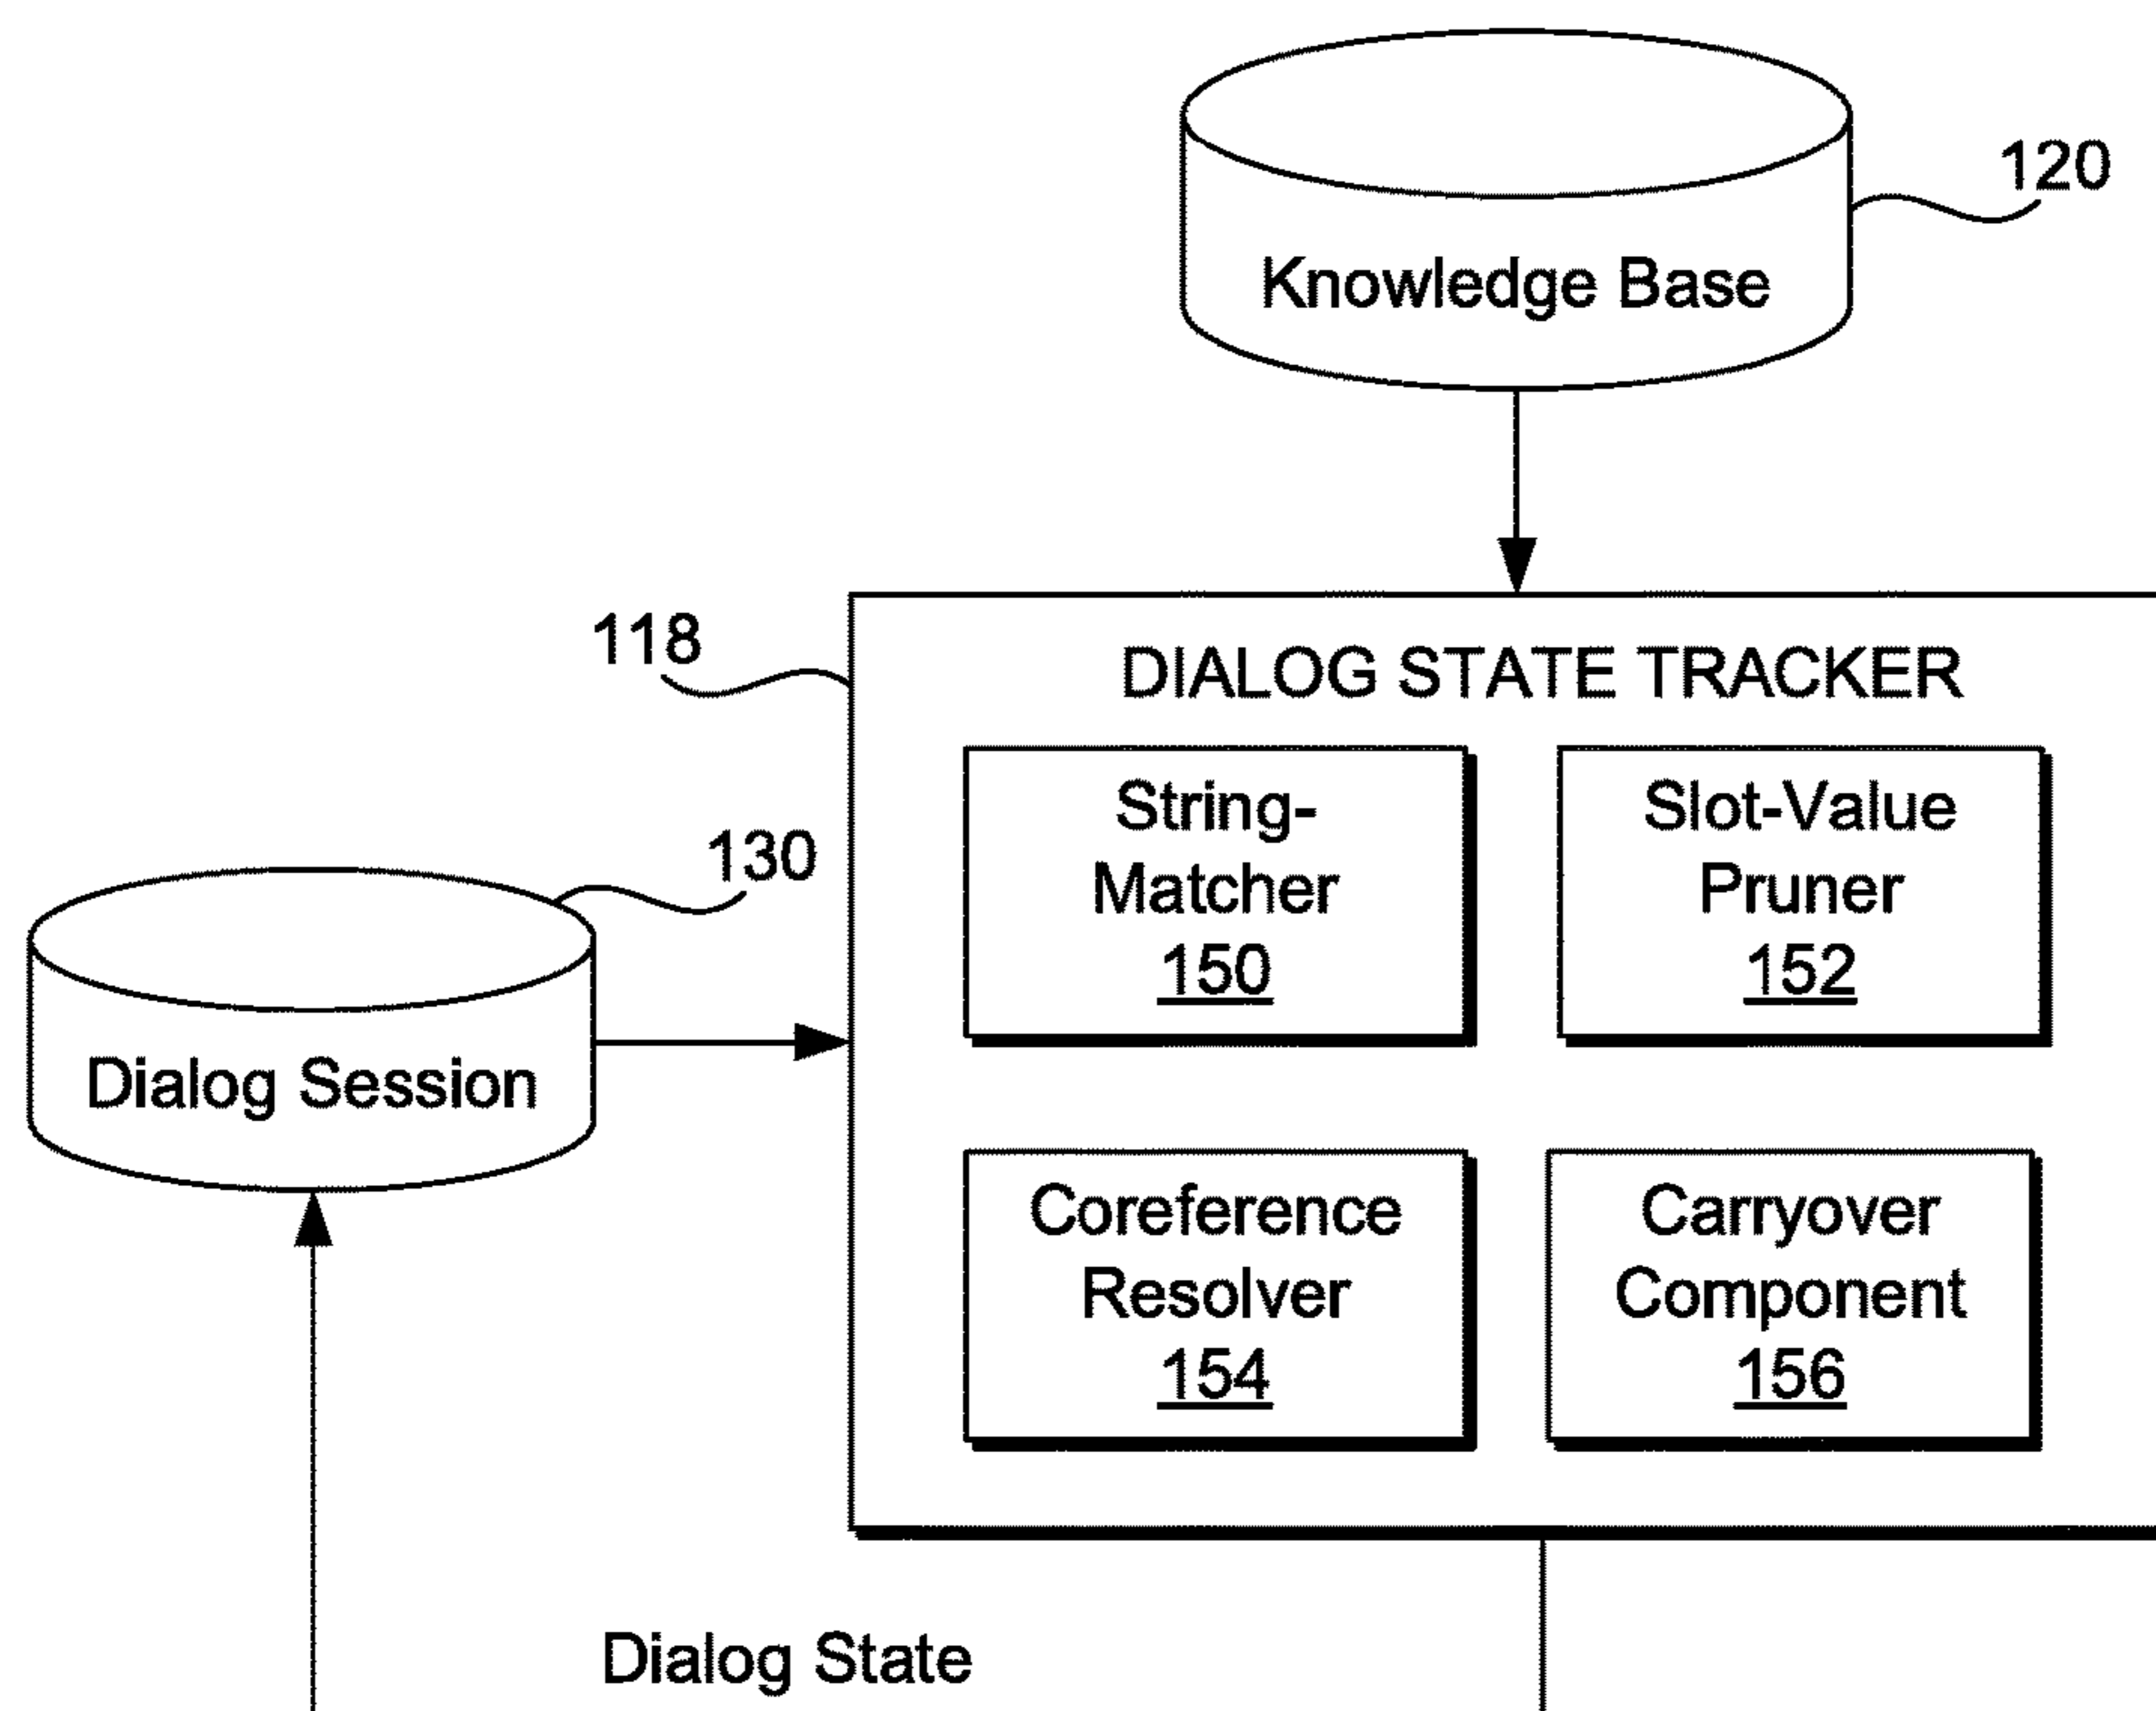 120
Knowledge Base
118
DIALOG STATE TRACKER
String-
Matcher
150
Slot-Value
Pruner
152
130
Dialog Session
Coreference
Resolver
154
Carryover
Component
156
Dialog State